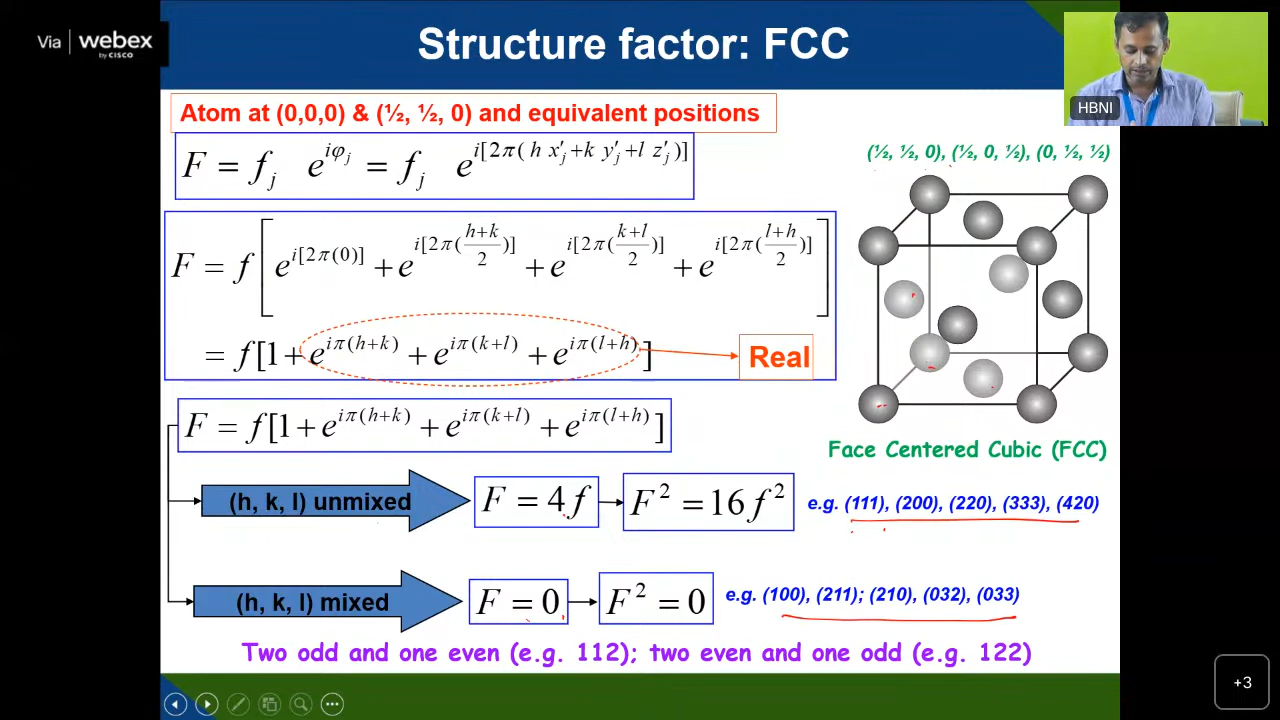 Via | webex
by CISCO
Structure factor: FCC
HBNI
Atom at (0,0,0) & (½, ½, 0) and equivalent positions
F = f_j e^{iφ_j} = f_j e^{i[2π( h x'_j+k y'_j+l z'_j)]}
(½, ½, 0), (½, 0, ½), (0, ½, ½)
F = f [ e^{i[2π(0)]} + e^{i[2π(\frac{h+k}{2})]} + e^{i[2π(\frac{k+l}{2})]} + e^{i[2π(\frac{l+h}{2})]} ]
= f[1+e^{iπ(h+k)} + e^{iπ(k+l)} + e^{iπ(l+h)}]
Real
F = f[1+e^{iπ(h+k)} + e^{iπ(k+l)} + e^{iπ(l+h)}]
Face Centered Cubic (FCC)
(h, k, l) unmixed
F = 4f
F² = 16f²
e.g. (111), (200), (220), (333), (420)
(h, k, l) mixed
F = 0
F² = 0
e.g. (100), (211); (210), (032), (033)
Two odd and one even (e.g. 112); two even and one odd (e.g. 122)
+3